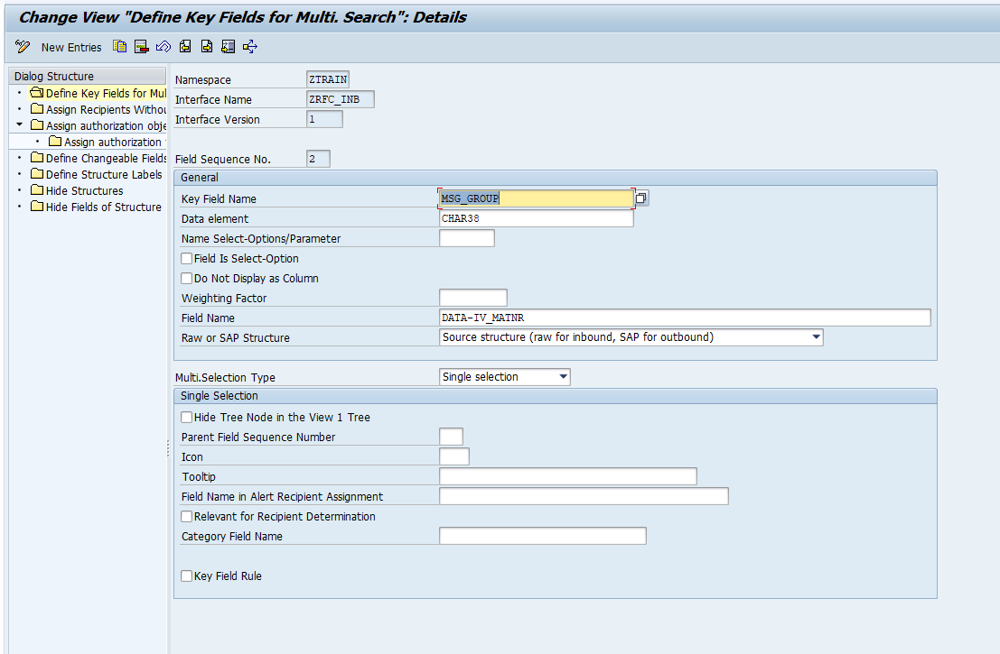 Change View "Define Key Fields for Multi. Search": Details
New Entries
Dialog Structure
Define Key Fields for Mul
Assign Recipients Withou
Assign authorization obje
Assign authorization
Define Changeable Fields
Define Structure Labels
Hide Structures
Hide Fields of Structure
Namespace ZTRAIN
Interface Name ZRFC_INB
Interface Version 1
Field Sequence No. 2
General
Key Field Name MSG_GROUP
Data element CHAR38
Name Select-Options/Parameter
Field Is Select-Option
Do Not Display as Column
Weighting Factor
Field Name DATA-IV_MATNR
Raw or SAP Structure Source structure (raw for inbound, SAP for outbound)
Multi.Selection Type Single selection
Single Selection
Hide Tree Node in the View 1 Tree
Parent Field Sequence Number
Icon
Tooltip
Field Name in Alert Recipient Assignment
Relevant for Recipient Determination
Category Field Name
Key Field Rule